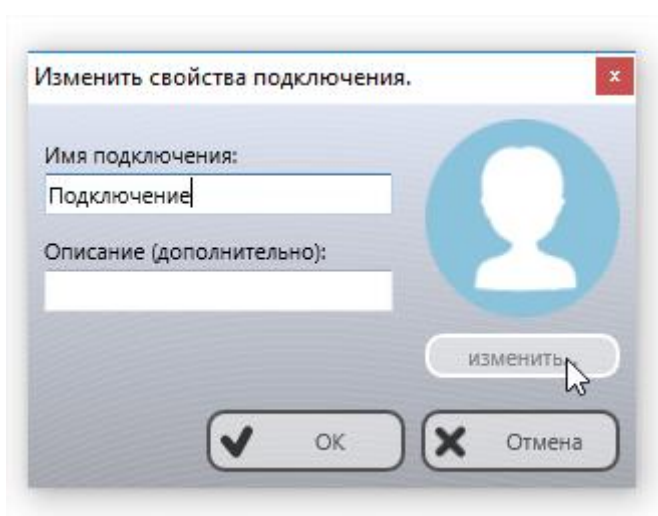 Изменить свойства подключения.
x
Имя подключения:
Подключение
Описание (дополнительно):
изменить...
ОК
Отмена